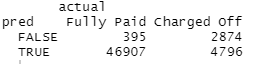 actual
pred Fully Paid Charged Off
FALSE 395 2874
TRUE 46907 4796